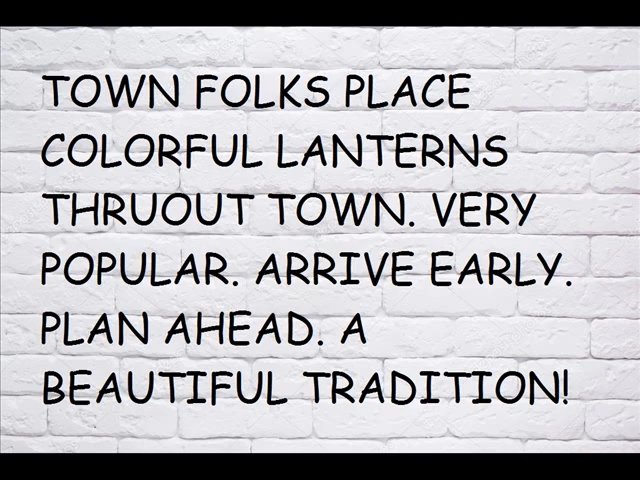 TOWN FOLKS PLACE
COLORFUL LANTERNS
THRUOUT TOWN. VERY
POPULAR. ARRIVE EARLY.
PLAN AHEAD. A
BEAUTIFUL TRADITION!